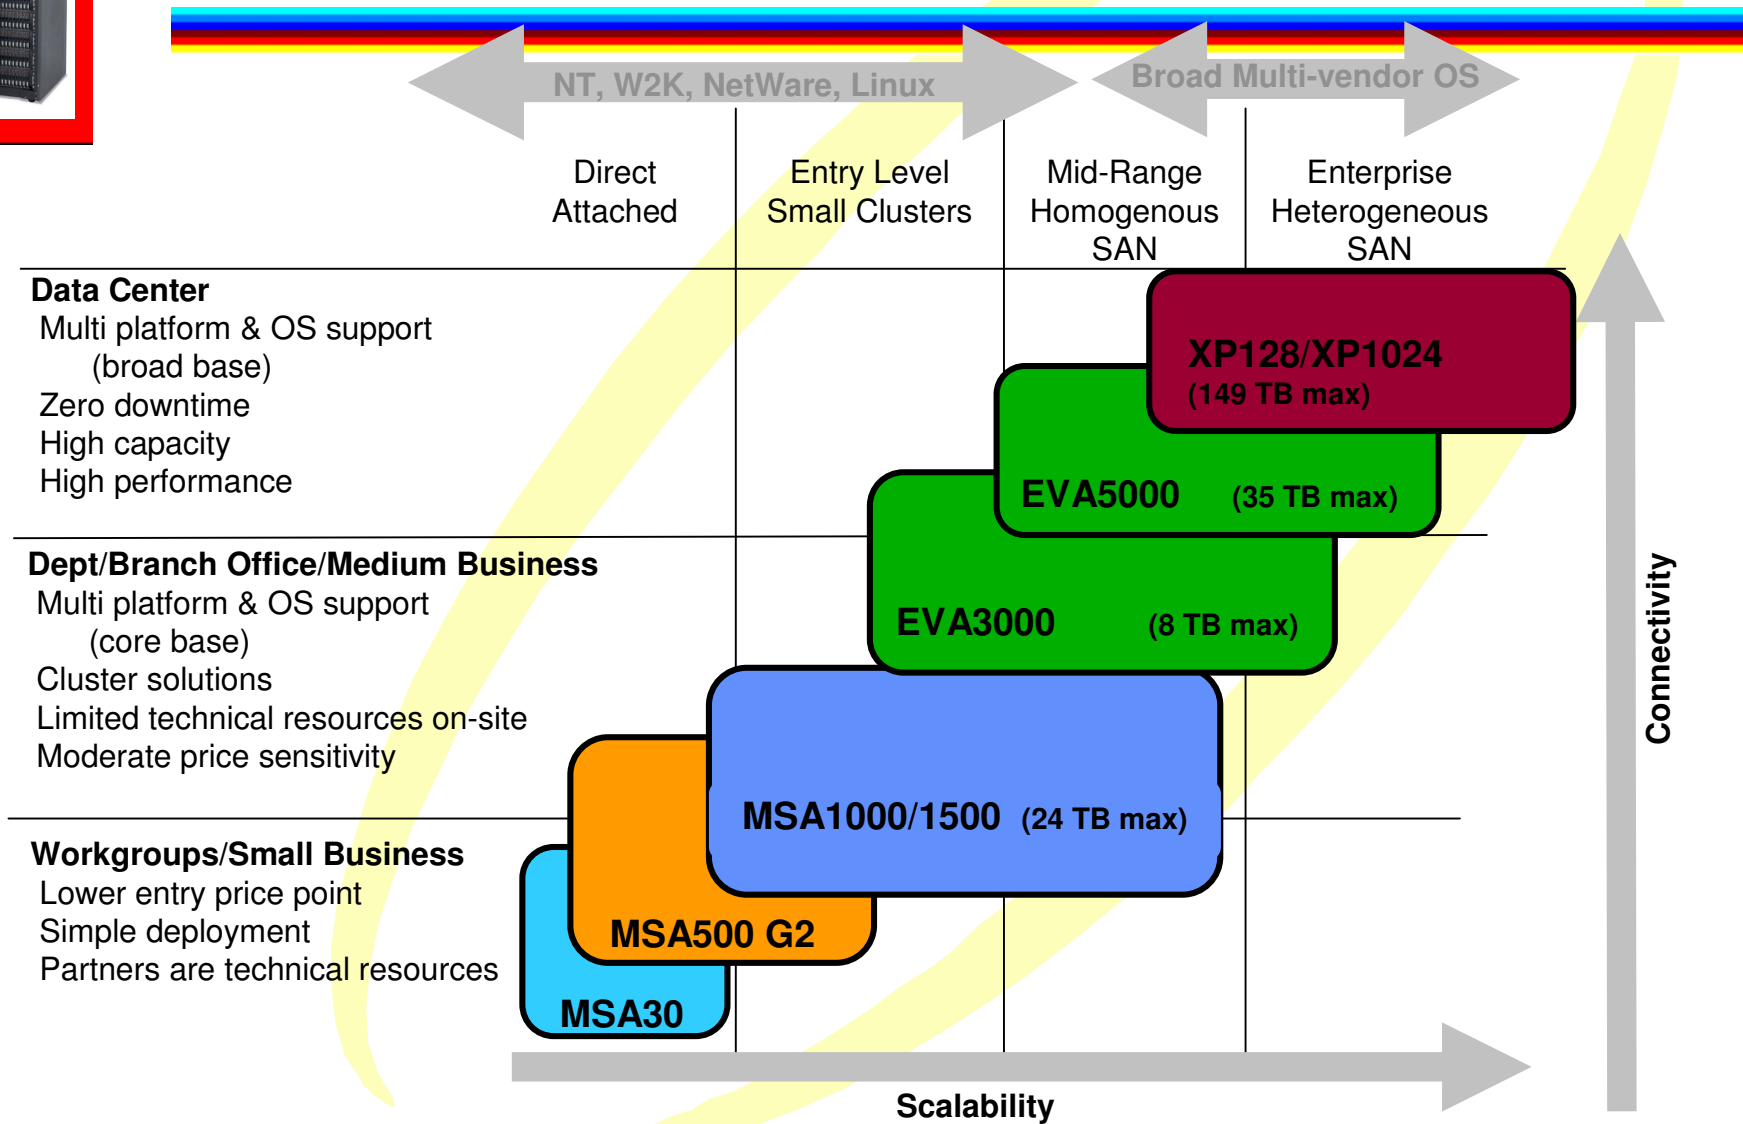 NT, W2K, NetWare, Linux
Broad Multi-vendor OS
Direct
Attached
Entry Level
Small Clusters
Mid-Range
Homogenous
SAN
Enterprise
Heterogeneous
SAN
Data Center
Multi platform & OS support
(broad base)
Zero downtime
High capacity
High performance
XP128/XP1024
(149 TB max)
EVA5000 (35 TB max)
Dept/Branch Office/Medium Business
Multi platform & OS support
(core base)
Cluster solutions
Limited technical resources on-site
Moderate price sensitivity
EVA3000 (8 TB max)
MSA1000/1500 (24 TB max)
Workgroups/Small Business
Lower entry price point
Simple deployment
Partners are technical resources
MSA500 G2
MSA30
Connectivity
Scalability